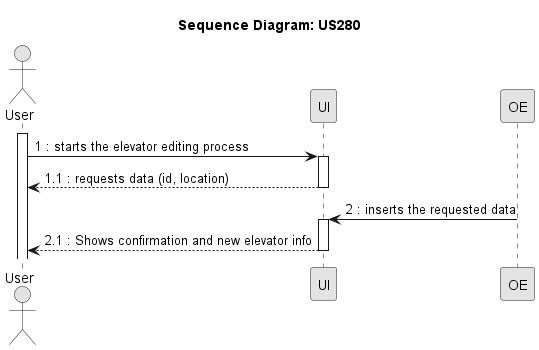 Sequence Diagram: US280
User
UI
OE
1 : starts the elevator editing process
1.1 : requests data (id, location)
2 : inserts the requested data
2.1 : Shows confirmation and new elevator info
User
UI
OE